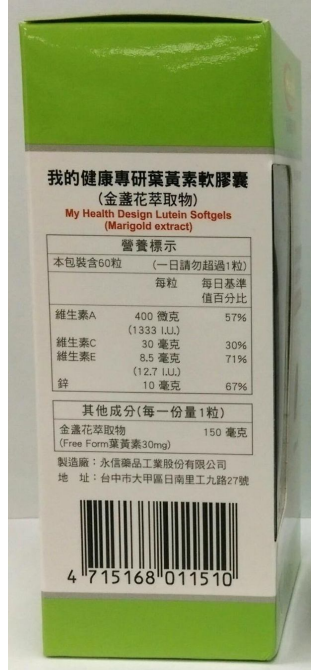 我的健康專研葉黃素軟膠囊
(金盞花萃取物)
My Health Design Lutein Softgels
(Marigold extract)
營養標示
本包裝含60粒 (一日請勿超過1粒)
每粒 每日基準
值百分比
維生素A 400 微克 57%
(1333 I.U.)
維生素C 30 毫克 30%
維生素E 8.5 毫克 71%
(12.7 I.U.)
鋅 10 毫克 67%
其他成分(每一份量1粒)
金盞花萃取物 150 毫克
(Free Form葉黃素30mg)
製造廠：永信藥品工業股份有限公司
地 址：台中市大甲區日南里工九路27號
4 715168 011510